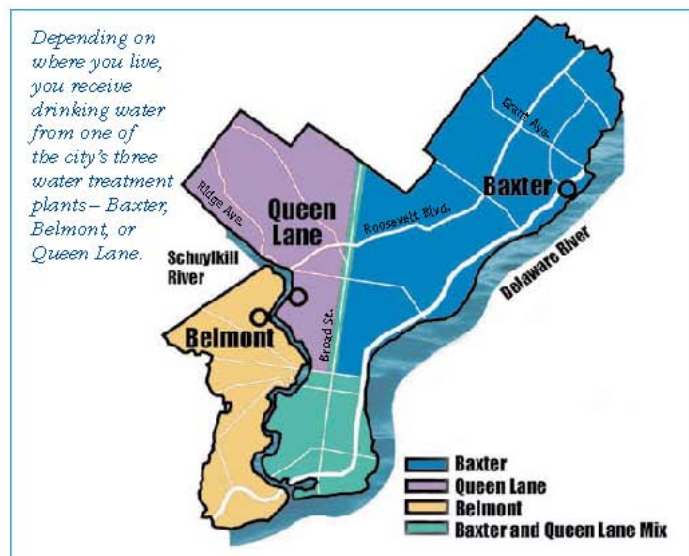 Depending on
where you live,
you receive
drinking water
from one of
the city's three
water treatment
plants – Baxter,
Belmont, or
Queen Lane.
Grant Ave.
Baxter
Ridge Ave.
Queen
Lane
Roosevelt Blvd.
Schuylkill
River
Delaware River
Belmont
Broad St.
Baxter
Queen Lane
Belmont
Baxter and Queen Lane Mix